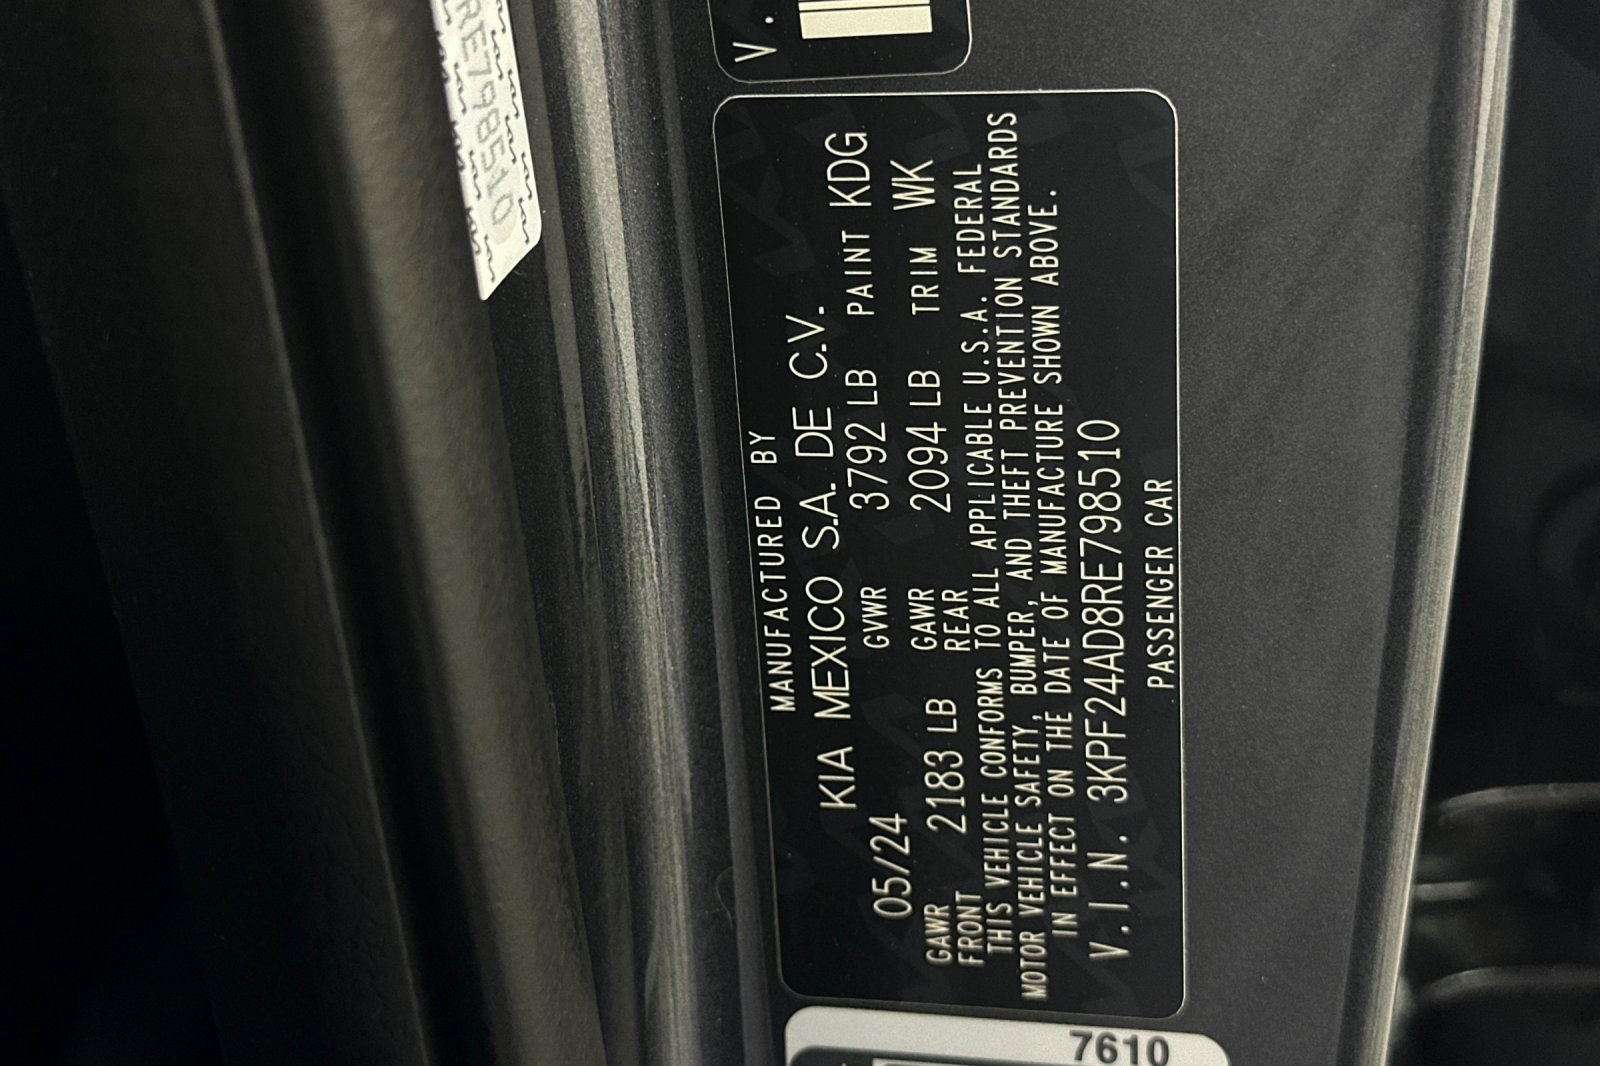 RE798510
V.
MANUFACTURED BY
KIA MEXICO S.A. DE C.V.
05/24 GVWR 3792 LB PAINT KDG
GAWR FRONT 2183 LB GAWR REAR 2094 LB TRIM WK
THIS VEHICLE CONFORMS TO ALL APPLICABLE U.S.A. FEDERAL
MOTOR VEHICLE SAFETY, BUMPER, AND THEFT PREVENTION STANDARDS
IN EFFECT ON THE DATE OF MANUFACTURE SHOWN ABOVE.
V.I.N. 3KPF24AD8RE798510
PASSENGER CAR
7610